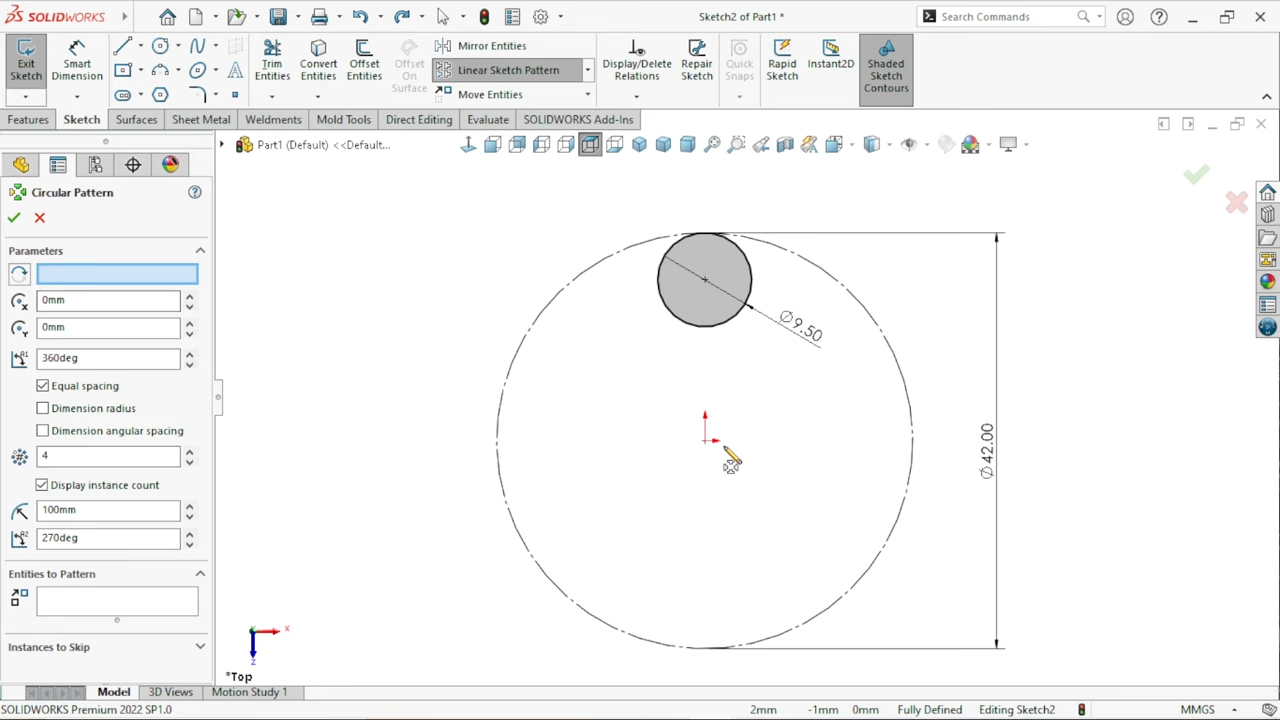 SOLIDWORKS
Sketch2 of Part1 *
Search Commands
Exit Sketch
Smart Dimension
Trim Entities
Convert Entities
Offset Entities
Offset On Surface
Mirror Entities
Linear Sketch Pattern
Move Entities
Display/Delete Relations
Repair Sketch
Quick Snaps
Rapid Sketch
Instant2D
Shaded Sketch Contours
Features Sketch Surfaces Sheet Metal Weldments Mold Tools Direct Editing Evaluate SOLIDWORKS Add-Ins
Part1 (Default) <<Default...
Circular Pattern
Parameters
0mm
0mm
360deg
Equal spacing
Dimension radius
Dimension angular spacing
4
Display instance count
100mm
270deg
Entities to Pattern
Instances to Skip
∅9.50
∅42.00
X
Z
*Top
Model 3D Views Motion Study 1
SOLIDWORKS Premium 2022 SP1.0 2mm -1mm 0mm Fully Defined Editing Sketch2 MMGS